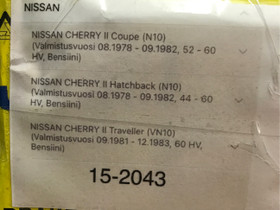 NISSAN
NISSAN CHERRY II Coupe (N10)
(Valmistusvuosi 08.1978 - 09.1982, 52 - 60
HV, Bensiini)
NISSAN CHERRY II Hatchback (N10)
(Valmistusvuosi 08.1978 - 09.1982, 44 - 60
HV, Bensiini)
NISSAN CHERRY II Traveller (VN10)
(Valmistusvuosi 09.1981 - 12.1983, 60 HV,
Bensiini)
15-2043